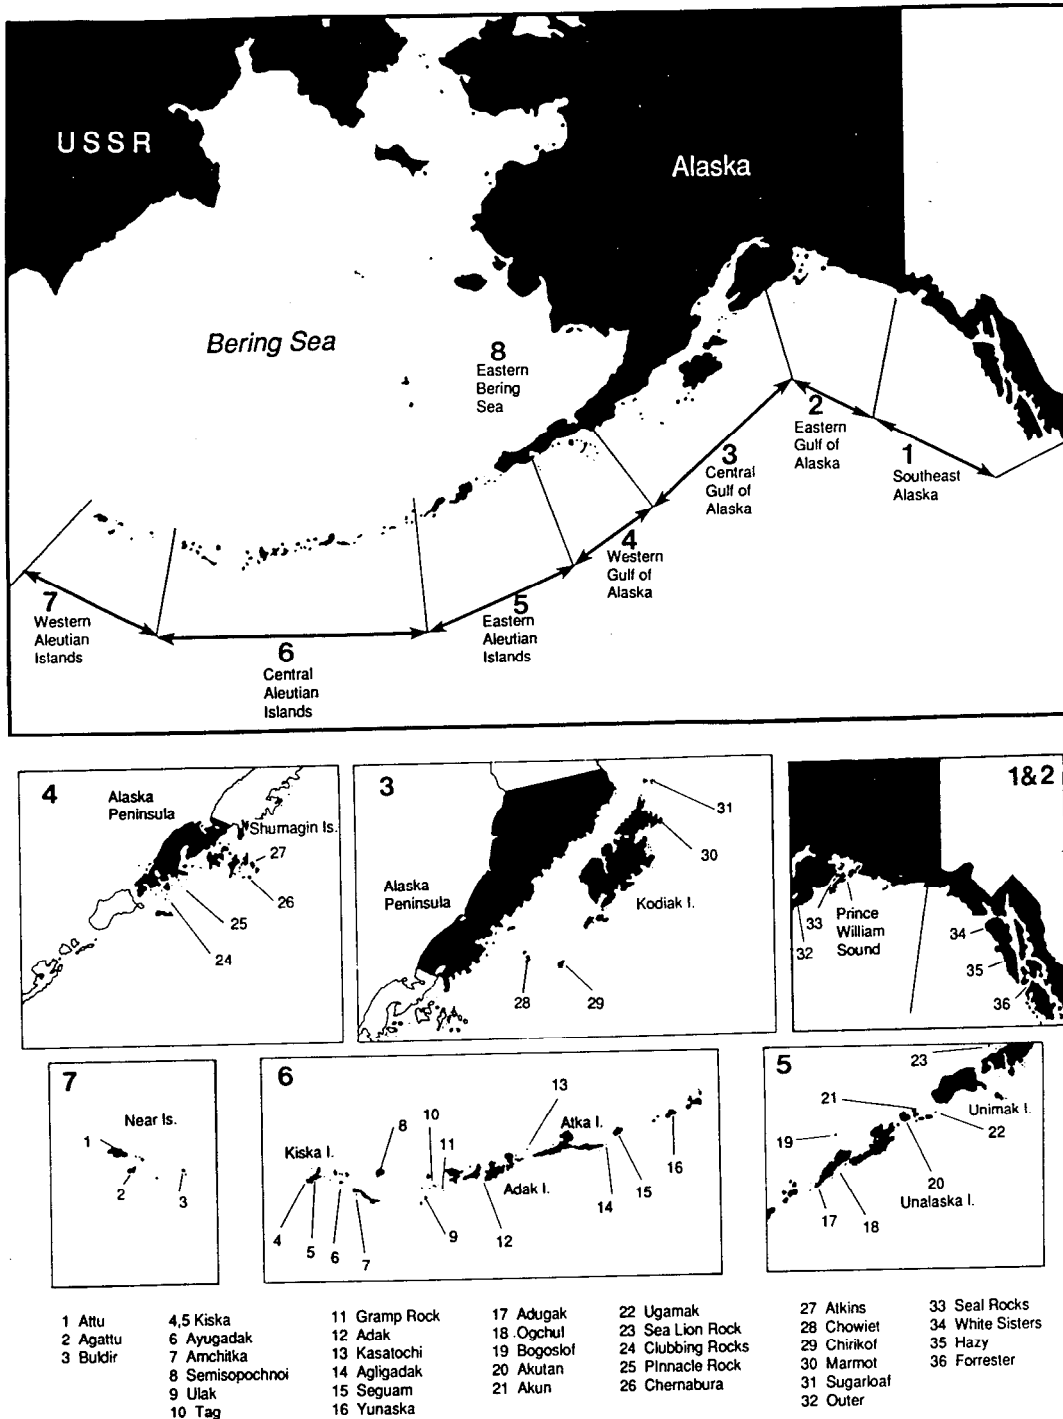 USSR
Alaska
Bering Sea
8
Eastern
Bering
Sea
2
Eastern
Gulf of
Alaska
1
Southeast
Alaska
3
Central
Gulf of
Alaska
4
Western
Gulf of
Alaska
5
Eastern Aleutian
Islands
6
Central
Aleutian
Islands
7
Western
Aleutian
Islands
4
Alaska
Peninsula
Shumagin Is.
27
26
25
24
3
31
30
Alaska
Peninsula
Kodiak I.
28
29
1&2
33
Prince
William
Sound
32
34
35
36
7
Near Is.
1
2
3
6
13
10
8
11
Atka I.
Kiska I.
Adak I.
16
15
14
4
5
6
7
9
12
5
23
21
Unimak I.
22
19
20
Unalaska I.
17
18
1 Attu
2 Agattu
3 Buldir
4,5 Kiska
6 Ayugadak
7 Amchitka
8 Semisopochnoi
9 Ulak
10 Tag
11 Gramp Rock
12 Adak
13 Kasatochi
14 Agligadak
15 Seguam
16 Yunaska
17 Adugak
18 .Ogchul
19 Bogoslof
20 Akutan
21 Akun
22 Ugamak
23 Sea Lion Rock
24 Clubbing Rocks
25 Pinnacle Rock
26 Chernabura
27 Atkins
28 Chowiet
29 Chirikof
30 Marmot
31 Sugarloaf
32 Outer
33 Seal Rocks
34 White Sisters
35 Hazy
36 Forrester